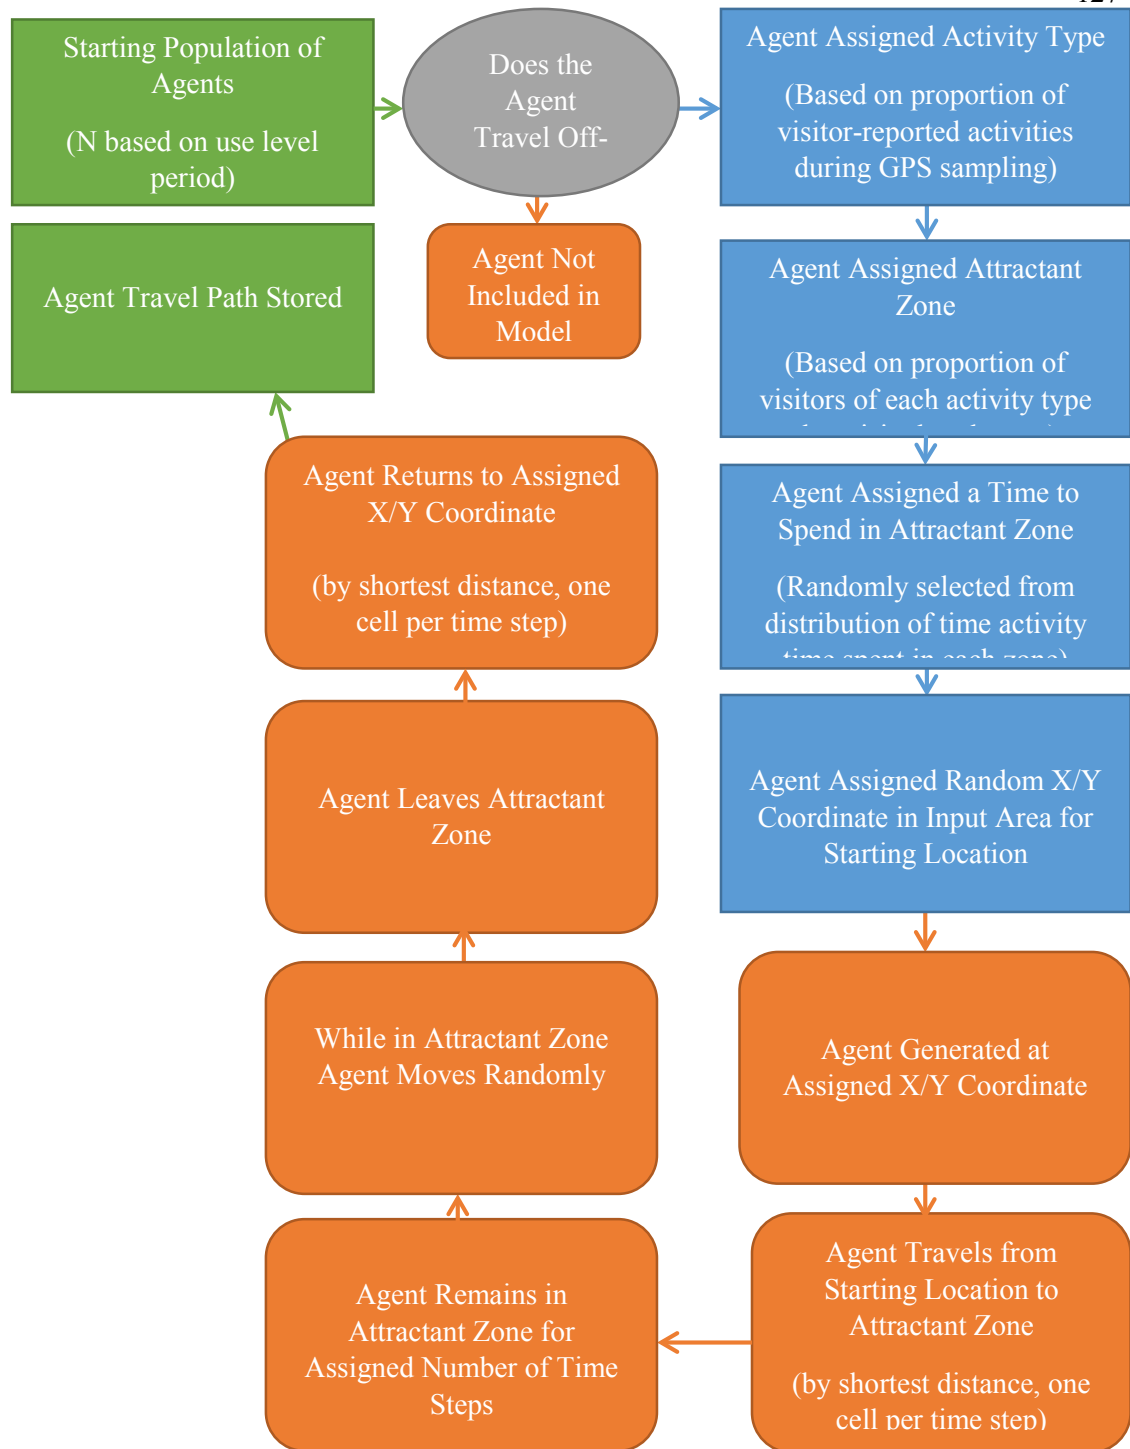 Starting Population of
Agents
(N based on use level
period)
Does the
Agent
Travel Off-
Agent Assigned Activity Type
(Based on proportion of
visitor-reported activities
during GPS sampling)
Agent Assigned Attractant
Zone
(Based on proportion of
visitors of each activity type
Agent Assigned a Time to
Spend in Attractant Zone
(Randomly selected from
distribution of time activity
time spent in each zone)
Agent Assigned Random X/Y
Coordinate in Input Area for
Starting Location
Agent Generated at
Assigned X/Y Coordinate
Agent Travels from
Starting Location to
Attractant Zone
(by shortest distance, one
cell per time step)
Agent Remains in
Attractant Zone for
Assigned Number of Time
Steps
While in Attractant Zone
Agent Moves Randomly
Agent Leaves Attractant
Zone
Agent Returns to Assigned
X/Y Coordinate
(by shortest distance, one
cell per time step)
Agent Travel Path Stored
Agent Not
Included in
Model